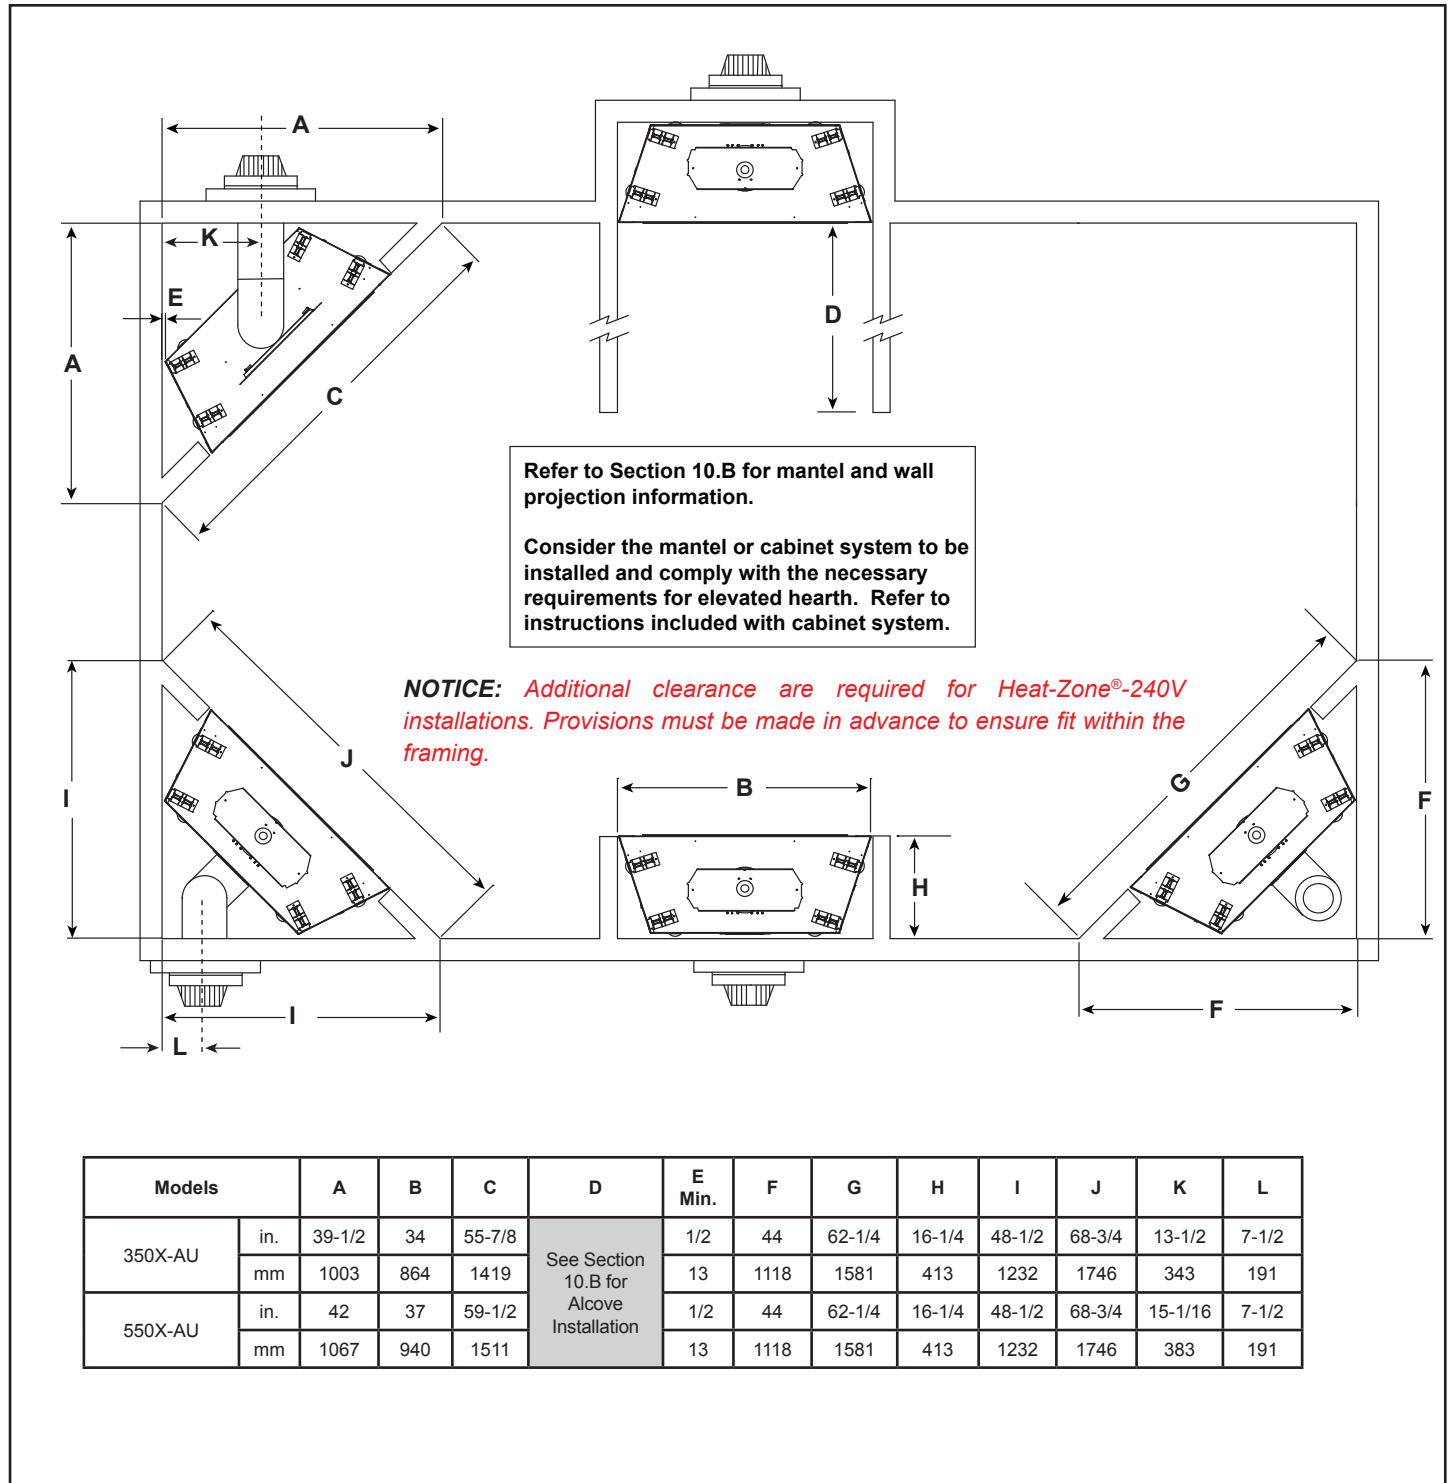 A
K
E
A
C
D
Refer to Section 10.B for mantel and wall
projection information.
Consider the mantel or cabinet system to be
installed and comply with the necessary
requirements for elevated hearth. Refer to
instructions included with cabinet system.
NOTICE: Additional clearance are required for Heat-Zone®-240V
installations. Provisions must be made in advance to ensure fit within the
framing.
J
I
B
G
F
H
I
L
F
Models A B C D E Min. F G H I J K L
350X-AU in. 39-1/2 34 55-7/8 See Section 10.B for Alcove Installation 1/2 44 62-1/4 16-1/4 48-1/2 68-3/4 13-1/2 7-1/2
mm 1003 864 1419 13 1118 1581 413 1232 1746 343 191
550X-AU in. 42 37 59-1/2 1/2 44 62-1/4 16-1/4 48-1/2 68-3/4 15-1/16 7-1/2
mm 1067 940 1511 13 1118 1581 413 1232 1746 383 191